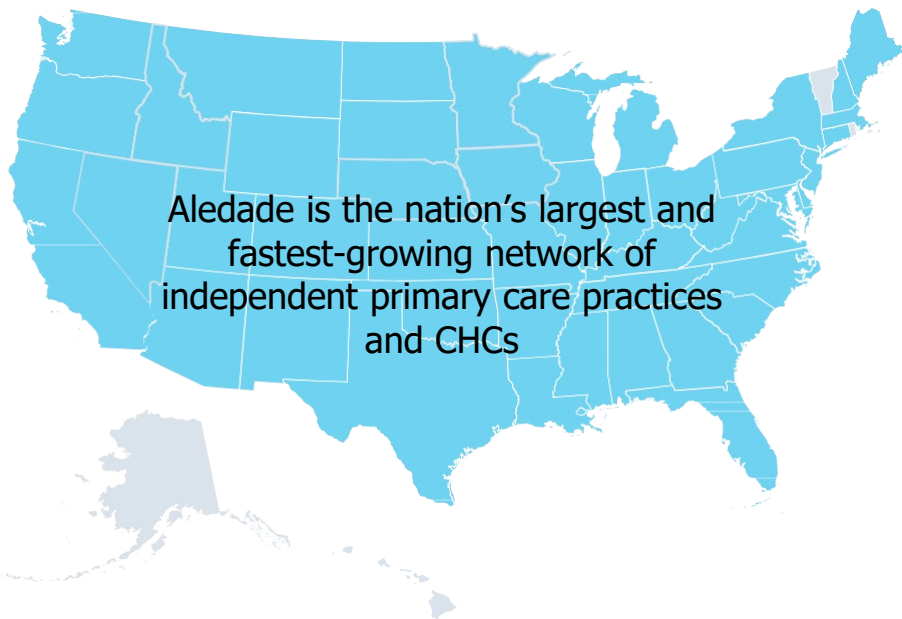 Aledade is the nation’s largest and
fastest-growing network of
independent primary care practices
and CHCs